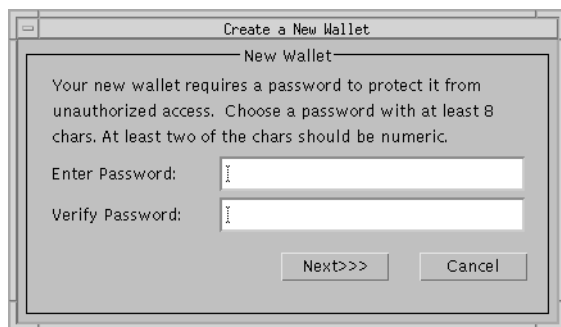 Create a New Wallet
New Wallet
Your new wallet requires a password to protect it from
unauthorized access. Choose a password with at least 8
chars. At least two of the chars should be numeric.
Enter Password:
Verify Password:
Next>>>
Cancel